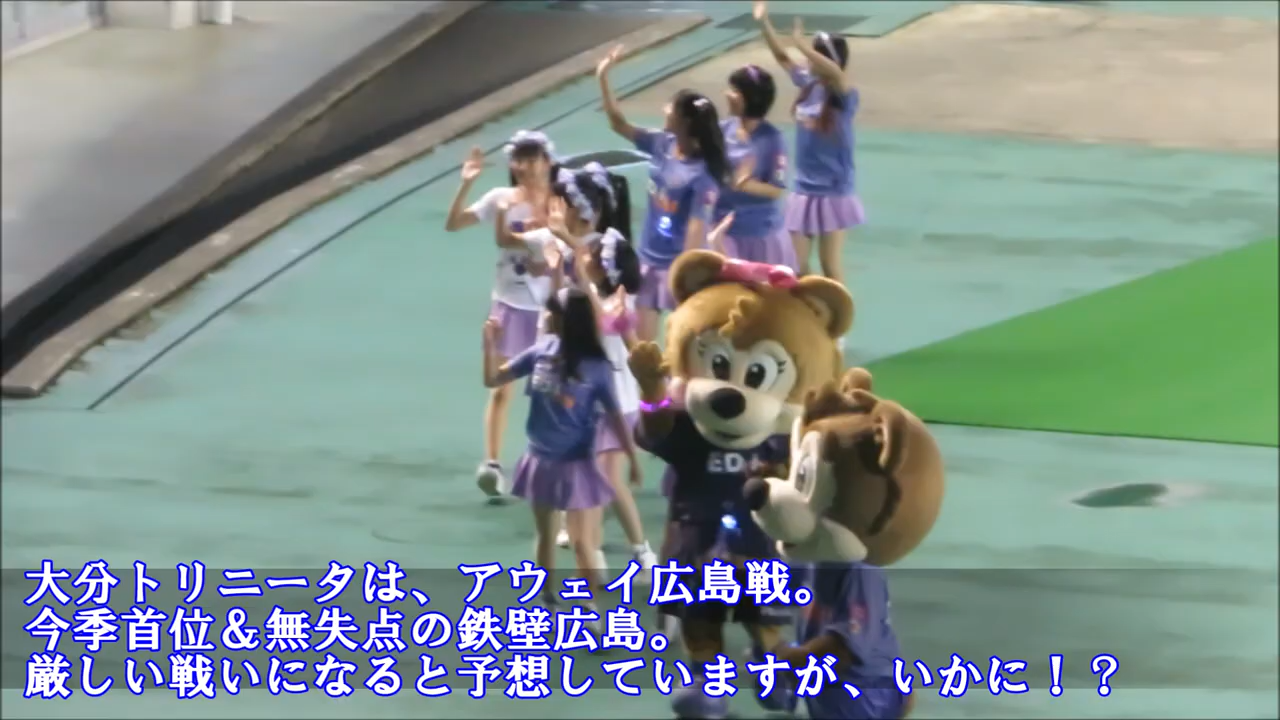 大分トリニータは、アウェイ広島戦。
今季首位＆無失点の鉄壁広島。
厳しい戦いになると予想していますが、いかに！？
ED